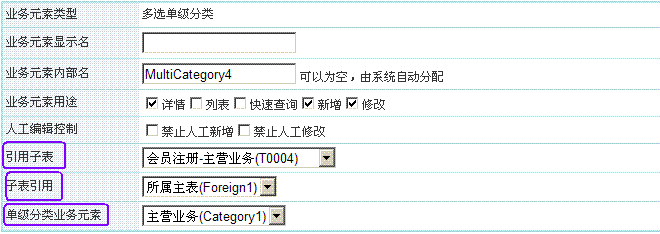 业务元素类型 多选单级分类
业务元素显示名
业务元素内部名 MultiCategory4 可以为空，由系统自动分配
业务元素用途 详情 列表 快速查询 新增 修改
人工编辑控制 禁止人工新增 禁止人工修改
引用子表 会员注册-主营业务(T0004)
子表引用 所属主表(Foreign1)
单级分类业务元素 主营业务(Category1)